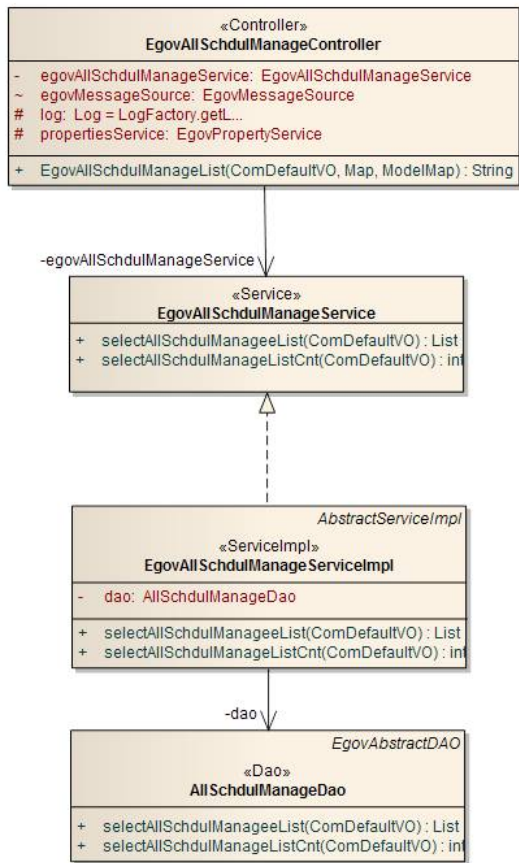 «Controller»
EgovAllSchdulManageController
- egovAllSchdulManageService: EgovAllSchdulManageService
~ egovMessageSource: EgovMessageSource
# log: Log = LogFactory.getL...
# propertiesService: EgovPropertyService
+ EgovAllSchdulManageList(ComDefaultVO, Map, ModelMap) : String
-egovAllSchdulManageService
«Service»
EgovAllSchdulManageService
+ selectAllSchdulManageeList(ComDefaultVO) : List
+ selectAllSchdulManageListCnt(ComDefaultVO) : int
AbstractServiceImpl
«ServiceImpl»
EgovAllSchdulManageServiceImpl
- dao: AllSchdulManageDao
+ selectAllSchdulManageeList(ComDefaultVO) : List
+ selectAllSchdulManageListCnt(ComDefaultVO) : int
-dao
EgovAbstractDAO
«Dao»
AllSchdulManageDao
+ selectAllSchdulManageeList(ComDefaultVO) : List
+ selectAllSchdulManageListCnt(ComDefaultVO) : int